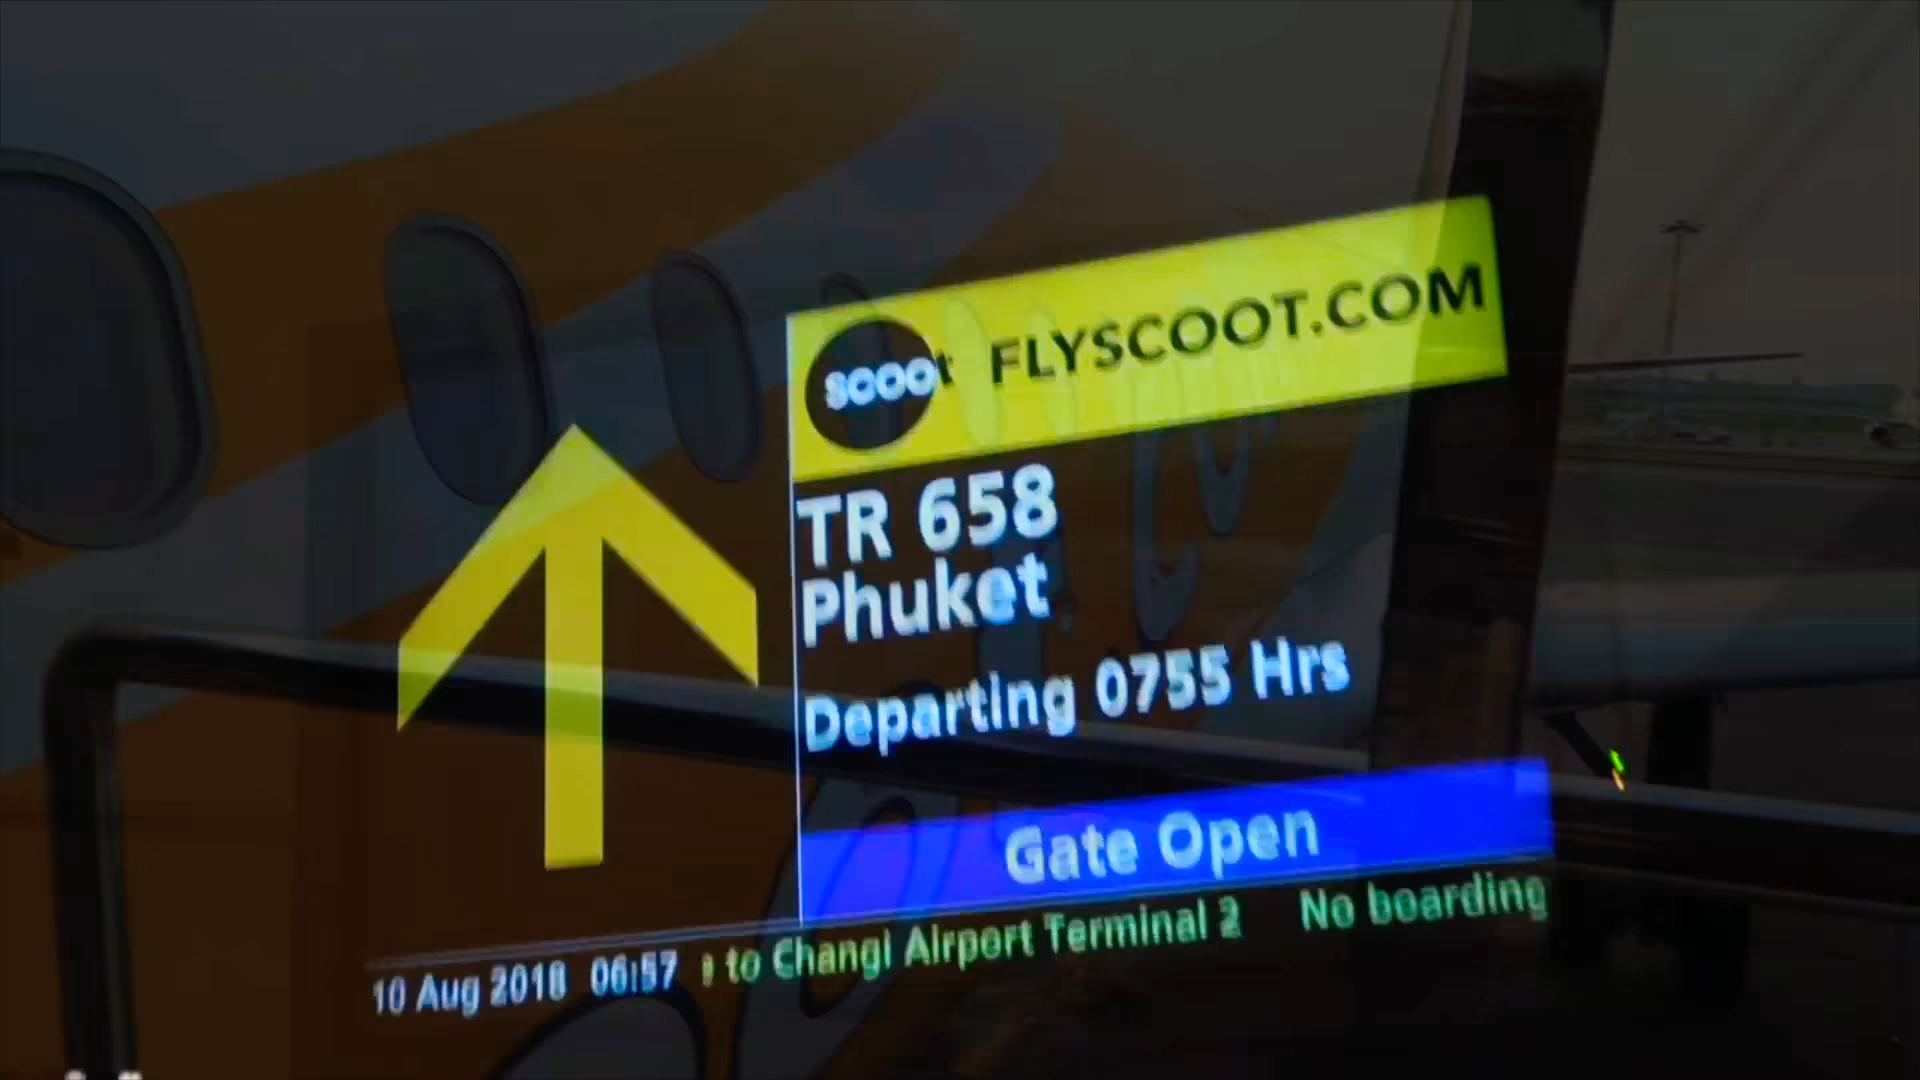 scoot FLYSCOOT.COM
TR 658
Phuket
Departing 0755 Hrs
Gate Open
10 Aug 2018 06:57 to Changi Airport Terminal 2 No boarding